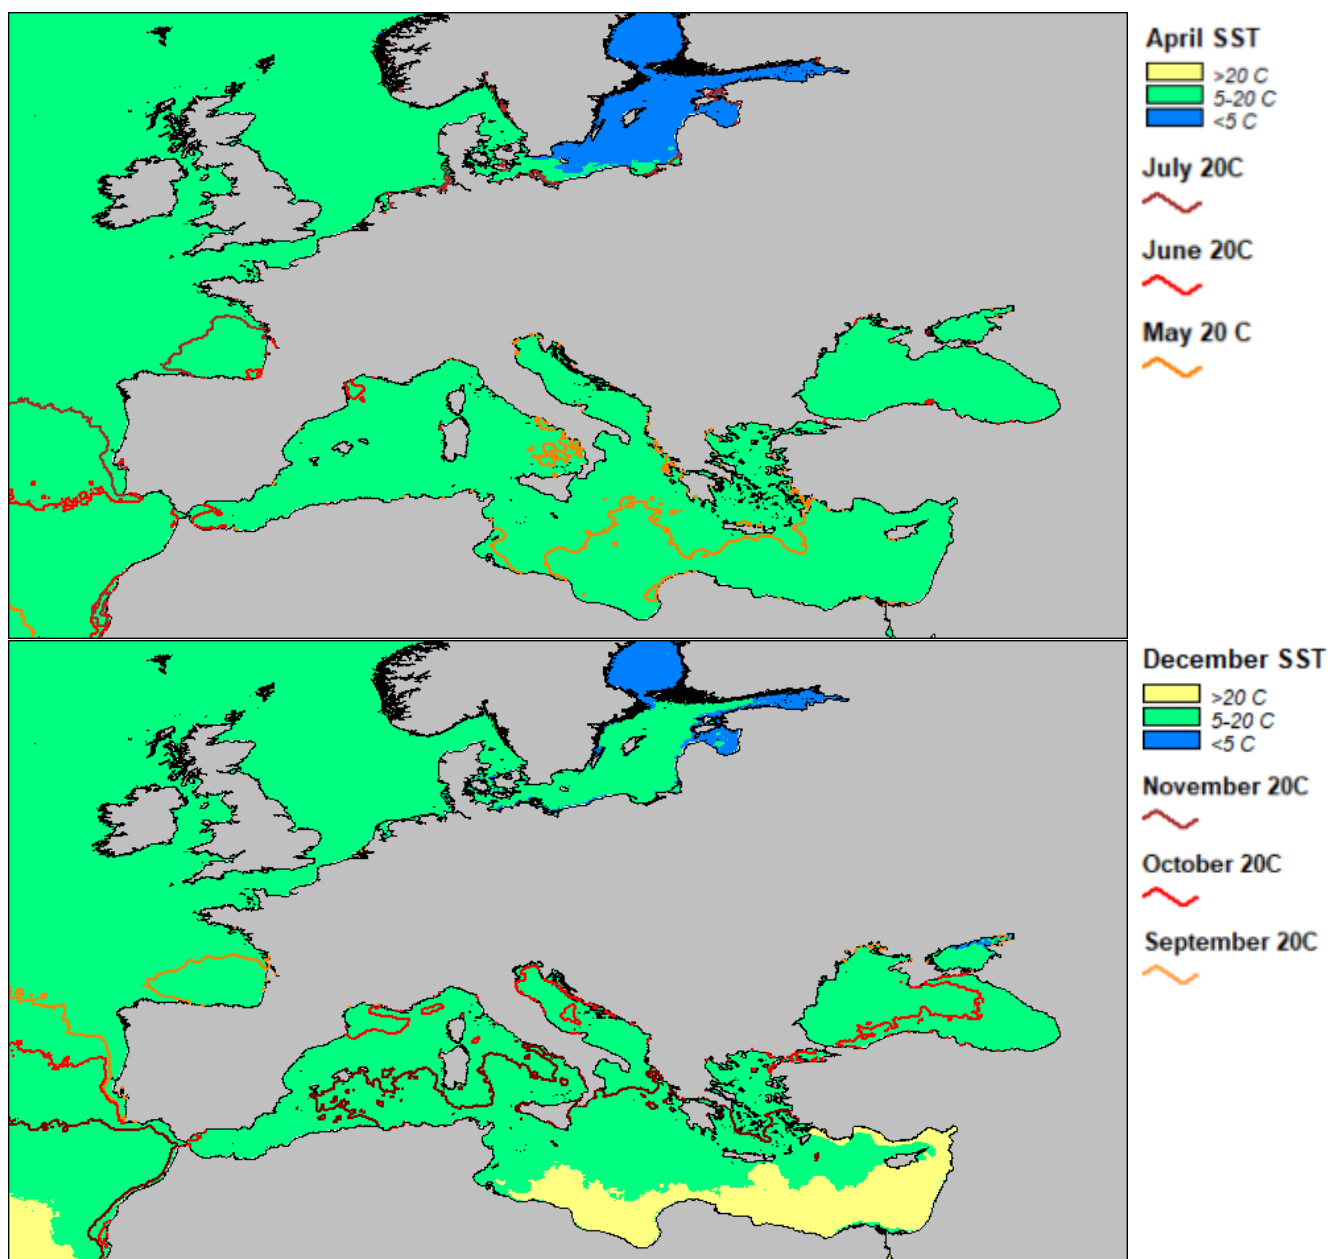 April SST
>20 C
5-20 C
<5 C
July 20C
June 20C
May 20 C
December SST
>20 C
5-20 C
<5 C
November 20C
October 20C
September 20C